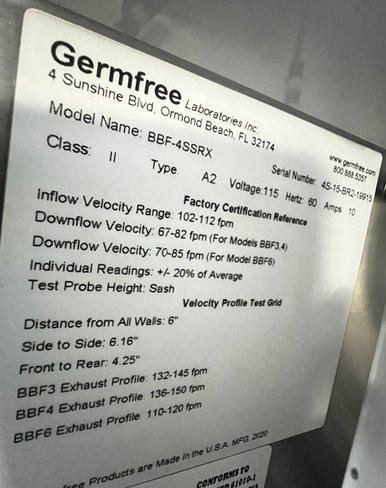 Germfree Laboratories Inc.
4 Sunshine Blvd, Ormond Beach, FL 32174
www.germfree.com
800 888 5357
Model Name: BBF-4SSRX
Serial Number: 4S-15-BR2-19915
Class: II Type A2 Voltage:115 Hertz 60 Amps 10
Factory Certification Reference
Inflow Velocity Range: 102-112 fpm
Downflow Velocity: 67-82 fpm (For Models BBF3,4)
Downflow Velocity: 70-85 fpm (For Model BBF6)
Individual Readings: +/- 20% of Average
Test Probe Height: Sash
Velocity Profile Test Grid
Distance from All Walls: 6"
Side to Side: 6.16"
Front to Rear: 4.25"
BBF3 Exhaust Profile: 132-145 fpm
BBF4 Exhaust Profile: 136-150 fpm
BBF6 Exhaust Profile: 110-120 fpm
free Products are Made in the U.S.A. MFG. 2020
CONFORMS TO
61010-1